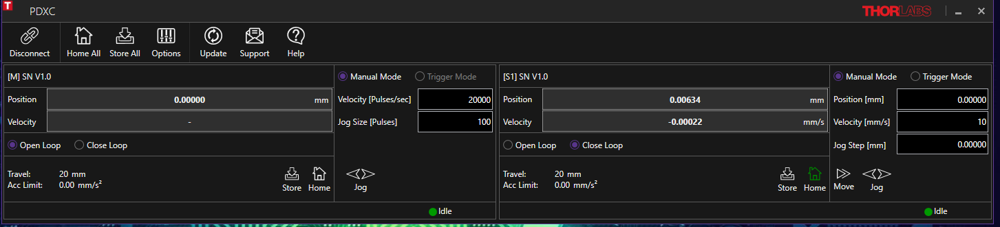 T PDXC THORLABS
Disconnect Home All Store All Options Update Support Help
[M] SN V1.0
Position 0.00000 mm
Velocity -
Open Loop Close Loop
Travel: 20 mm
Acc Limit: 0.00 mm/s²
Store Home
Manual Mode Trigger Mode
Velocity [Pulses/sec] 20000
Jog Size [Pulses] 100
Jog
Idle
[S1] SN V1.0
Position 0.00634 mm
Velocity -0.00022 mm/s
Open Loop Close Loop
Travel: 20 mm
Acc Limit: 0.00 mm/s²
Store Home
Manual Mode Trigger Mode
Position [mm] 0.00000
Velocity [mm/s] 10
Jog Step [mm] 0.00000
Move Jog
Idle